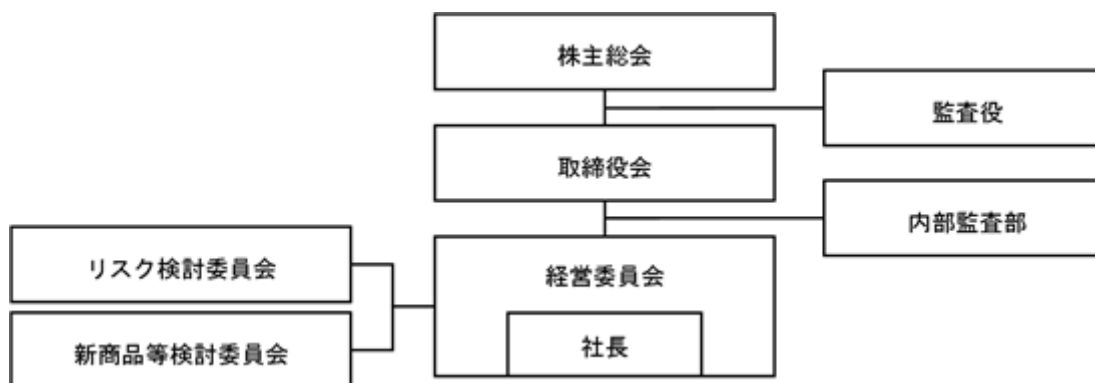 株主総会
監査役
取締役会
内部監査部
リスク検討委員会
経営委員会
新商品等検討委員会
社長